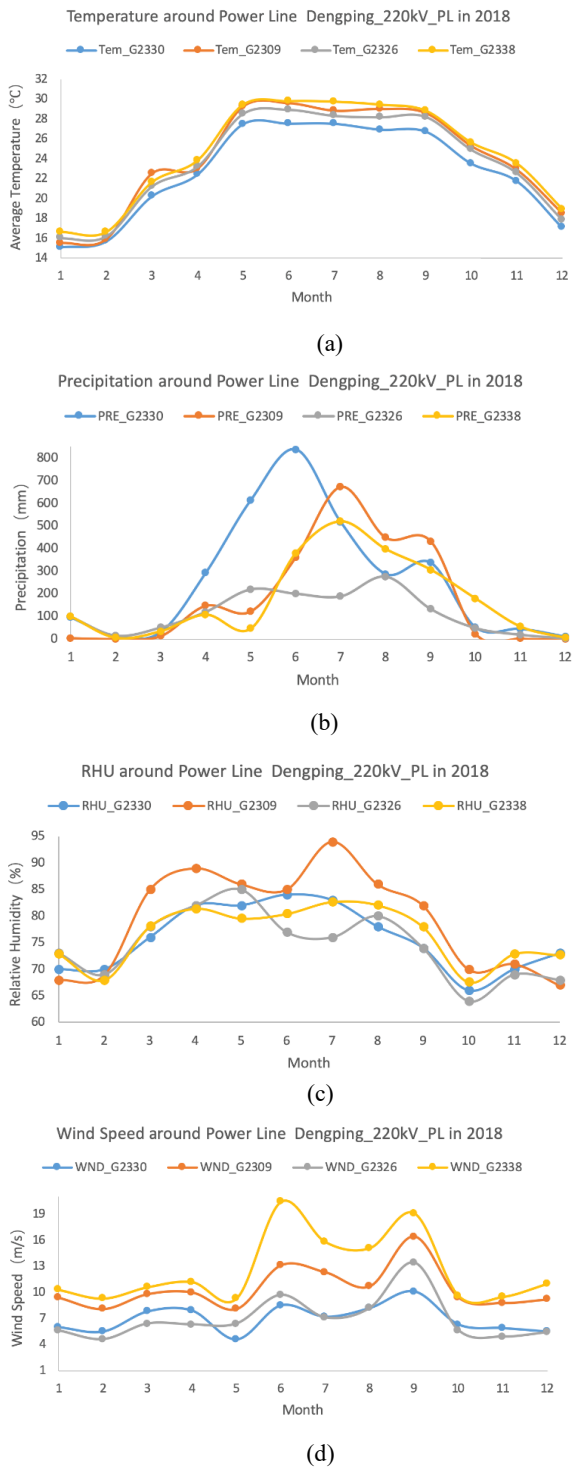 Temperature around Power Line Dengping_220kV_PL in 2018
Tem_G2330 Tem_G2309 Tem_G2326 Tem_G2338
Average Temperature (°C)
32
30
28
26
24
22
20
18
16
14
1 2 3 4 5 6 7 8 9 10 11 12
Month
(a)
Precipitation around Power Line Dengping_220kV_PL in 2018
PRE_G2330 PRE_G2309 PRE_G2326 PRE_G2338
Precipitation (mm)
800
700
600
500
400
300
200
100
0
1 2 3 4 5 6 7 8 9 10 11 12
Month
(b)
RHU around Power Line Dengping_220kV_PL in 2018
RHU_G2330 RHU_G2309 RHU_G2326 RHU_G2338
Relative Humidity (%)
95
90
85
80
75
70
65
60
1 2 3 4 5 6 7 8 9 10 11 12
Month
(c)
Wind Speed around Power Line Dengping_220kV_PL in 2018
WND_G2330 WND_G2309 WND_G2326 WND_G2338
Wind Speed (m/s)
19
16
13
10
7
4
1
1 2 3 4 5 6 7 8 9 10 11 12
Month
(d)